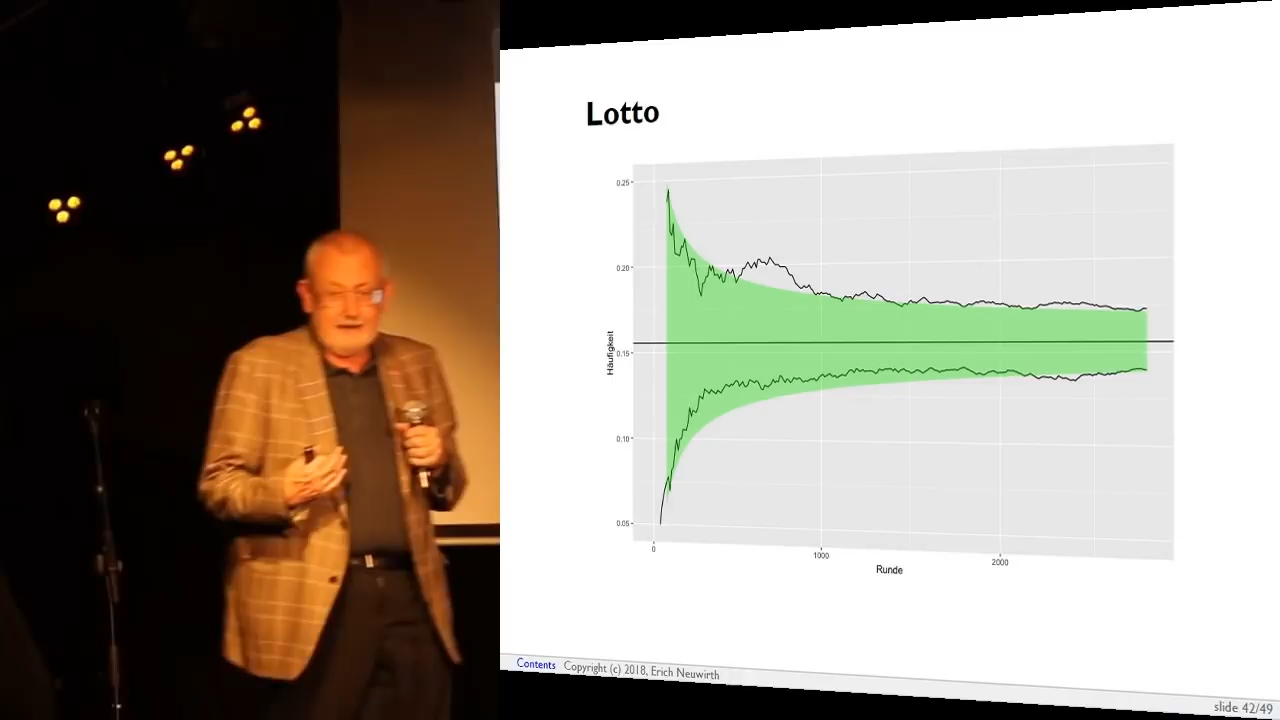 Lotto
0.25
0.20
0.15
0.10
0.05
Häufigkeit
0
1000
2000
Runde
Contents Copyright (c) 2018, Erich Neuwirth
slide 42/49